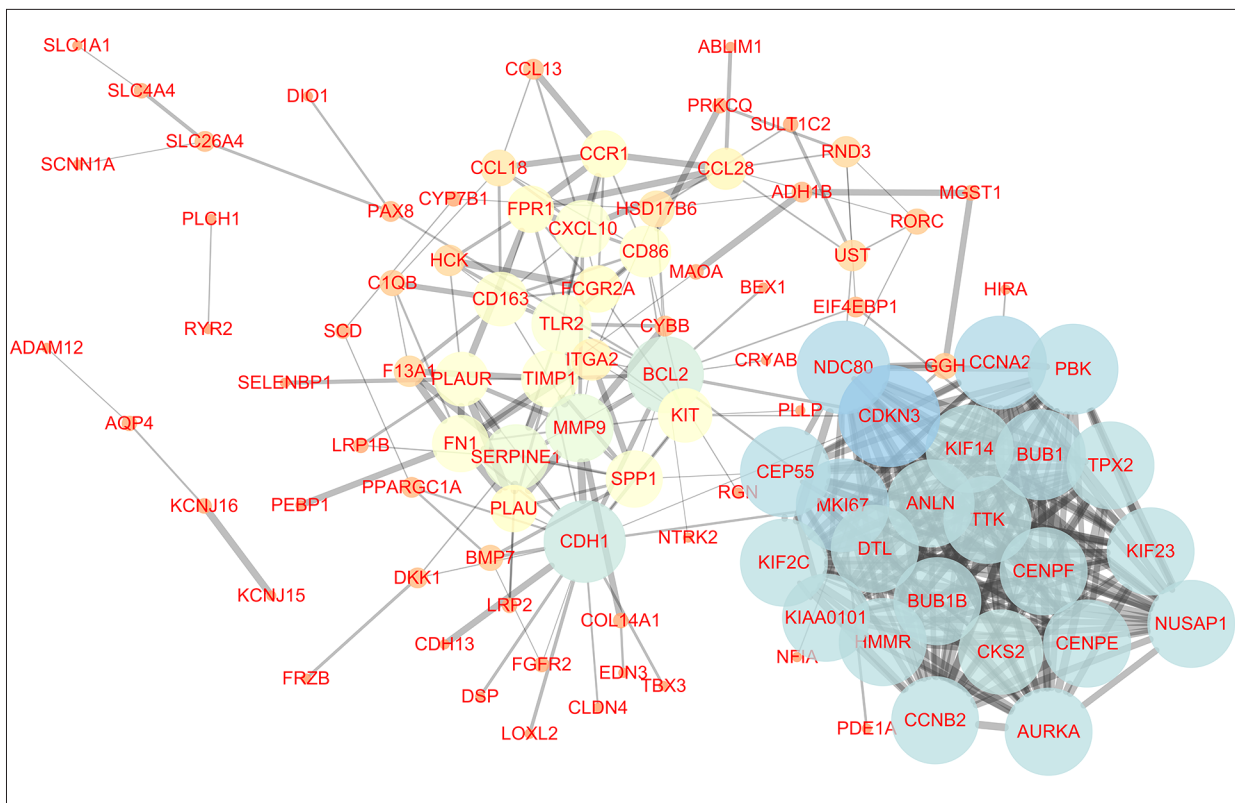 SLC1A1
ABLIM1
CCL13
SLC4A4
DIO1
PRKCQ
SULT1C2
SLC26A4
CCR1
RND3
SCNN1A
CCL18
CCL28
ADH1B
MGST1
CYP7B1
PAX8
FPR1
HSD17B6
PLCH1
CXCL10
RORC
CD86
UST
HCK
MAOA
C1QB
FCGR2A
BEX1
HIRA
CD163
EIF4EBP1
TLR2
CYBB
RYR2
SCD
ADAM12
ITGA2
CRYAB
NDC80
GGH
CCNA2
PBK
F13A1
BCL2
SELENBP1
PLAUR
TIMP1
PLLP
CDKN3
AQP4
KIT
MMP9
LRP1B
FN1
SERPINE1
KIF14
BUB1
TPX2
CEP55
SPP1
PPARGC1A
RGN
KCNJ16
PEBP1
PLAU
MKI67
ANLN
TTK
CDH1
NTRK2
DTL
KIF23
BMP7
KIF2C
CENPF
DKK1
KCNJ15
LRP2
BUB1B
COL14A1
KIAA0101
NUSAP1
CDH13
HMMR
CKS2
CENPE
NFIA
FGFR2
EDN3
FRZB
TBX3
DSP
CLDN4
CCNB2
LOXL2
PDE1A
AURKA